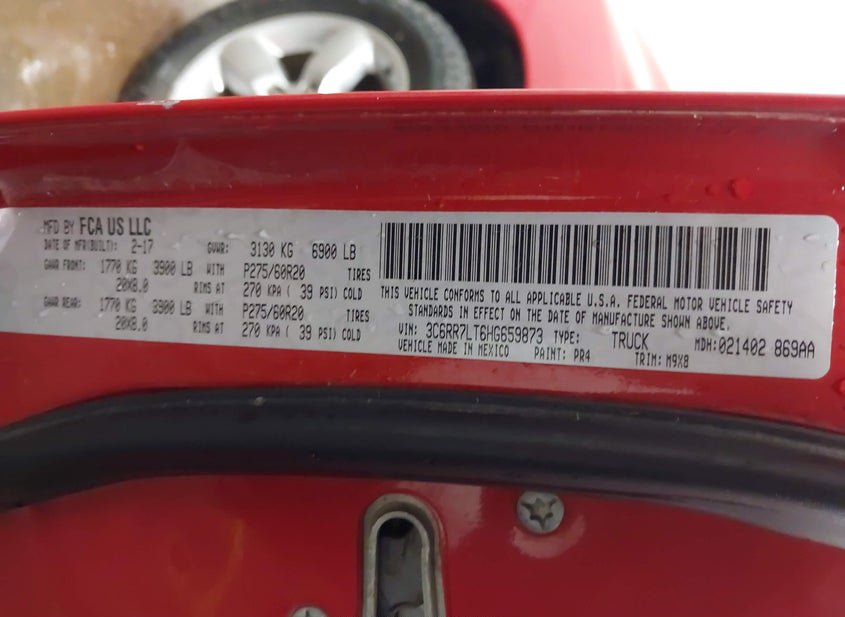 MFD BY FCA US LLC
DATE OF MFR(BUILT): 2-17 GVWR: 3130 KG 6900 LB
GAWR FRONT: 1770 KG 3900 LB WITH P275/60R20 TIRES
20X8.0 RIMS AT 270 KPA ( 39 PSI) COLD
GAWR REAR: 1770 KG 3900 LB WITH P275/60R20 TIRES
20X8.0 RIMS AT 270 KPA ( 39 PSI) COLD
THIS VEHICLE CONFORMS TO ALL APPLICABLE U.S.A. FEDERAL MOTOR VEHICLE SAFETY
STANDARDS IN EFFECT ON THE DATE OF MANUFACTURE SHOWN ABOVE.
VIN: 3C6RR7LT6HG659873 TYPE: TRUCK MDH:021402 869AA
VEHICLE MADE IN MEXICO PAINT: PR4 TRIM: M9X8